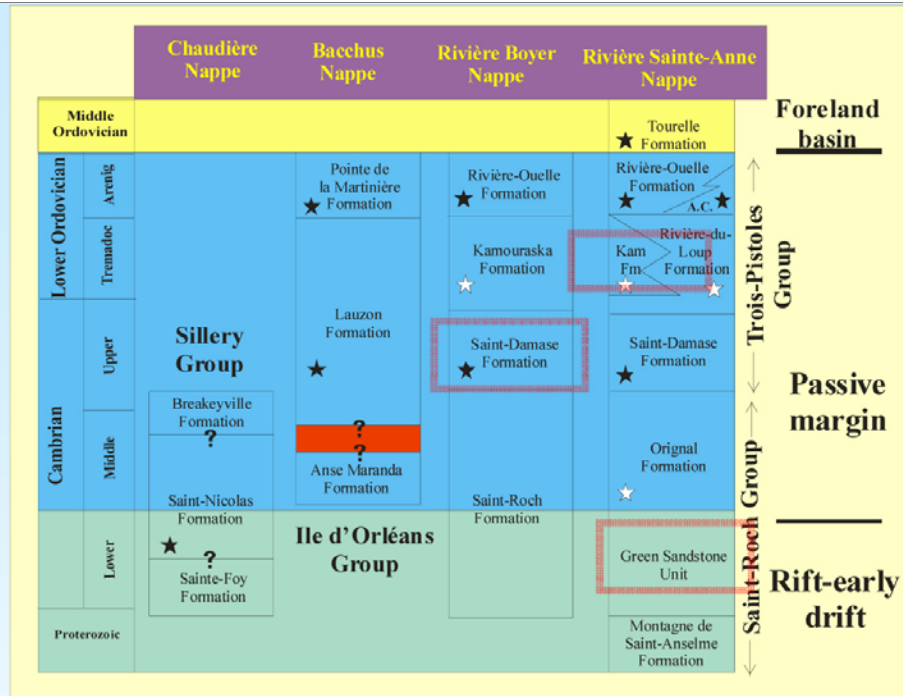 Chaudière
Nappe
Bacchus
Nappe
Rivière Boyer
Nappe
Rivière Sainte-Anne
Nappe
Middle
Ordovician
Tourelle
Formation
Foreland
basin
Lower Ordovician
Arenig
Pointe de
la Martinière
Formation
Rivière-Ouelle
Formation
Rivière-Ouelle
Formation
A.C.
Tremadoc
Kamouraska
Formation
Kam
Fm
Rivière-du-
Loup
Formation
Trois-Pistoles
Group
Cambrian
Upper
Sillery
Group
Lauzon
Formation
Saint-Damase
Formation
Saint-Damase
Formation
Passive
margin
Middle
Breakeyville
Formation
?
?
?
Anse Maranda
Formation
Orignal
Formation
Saint-Nicolas
Formation
Saint-Roch
Formation
Saint-Roch Group
Lower
?
Sainte-Foy
Formation
Ile d'Orléans
Group
Green Sandstone
Unit
Rift-early
drift
Proterozoic
Montagne de
Saint-Anselme
Formation